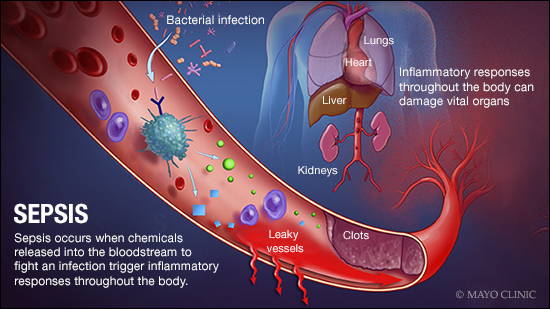 Bacterial infection
Lungs
Heart
Liver
Kidneys
Inflammatory responses
throughout the body can
damage vital organs
SEPSIS
Sepsis occurs when chemicals
released into the bloodstream to
fight an infection trigger inflammatory
responses throughout the body.
Leaky
vessels
Clots
© MAYO CLINIC